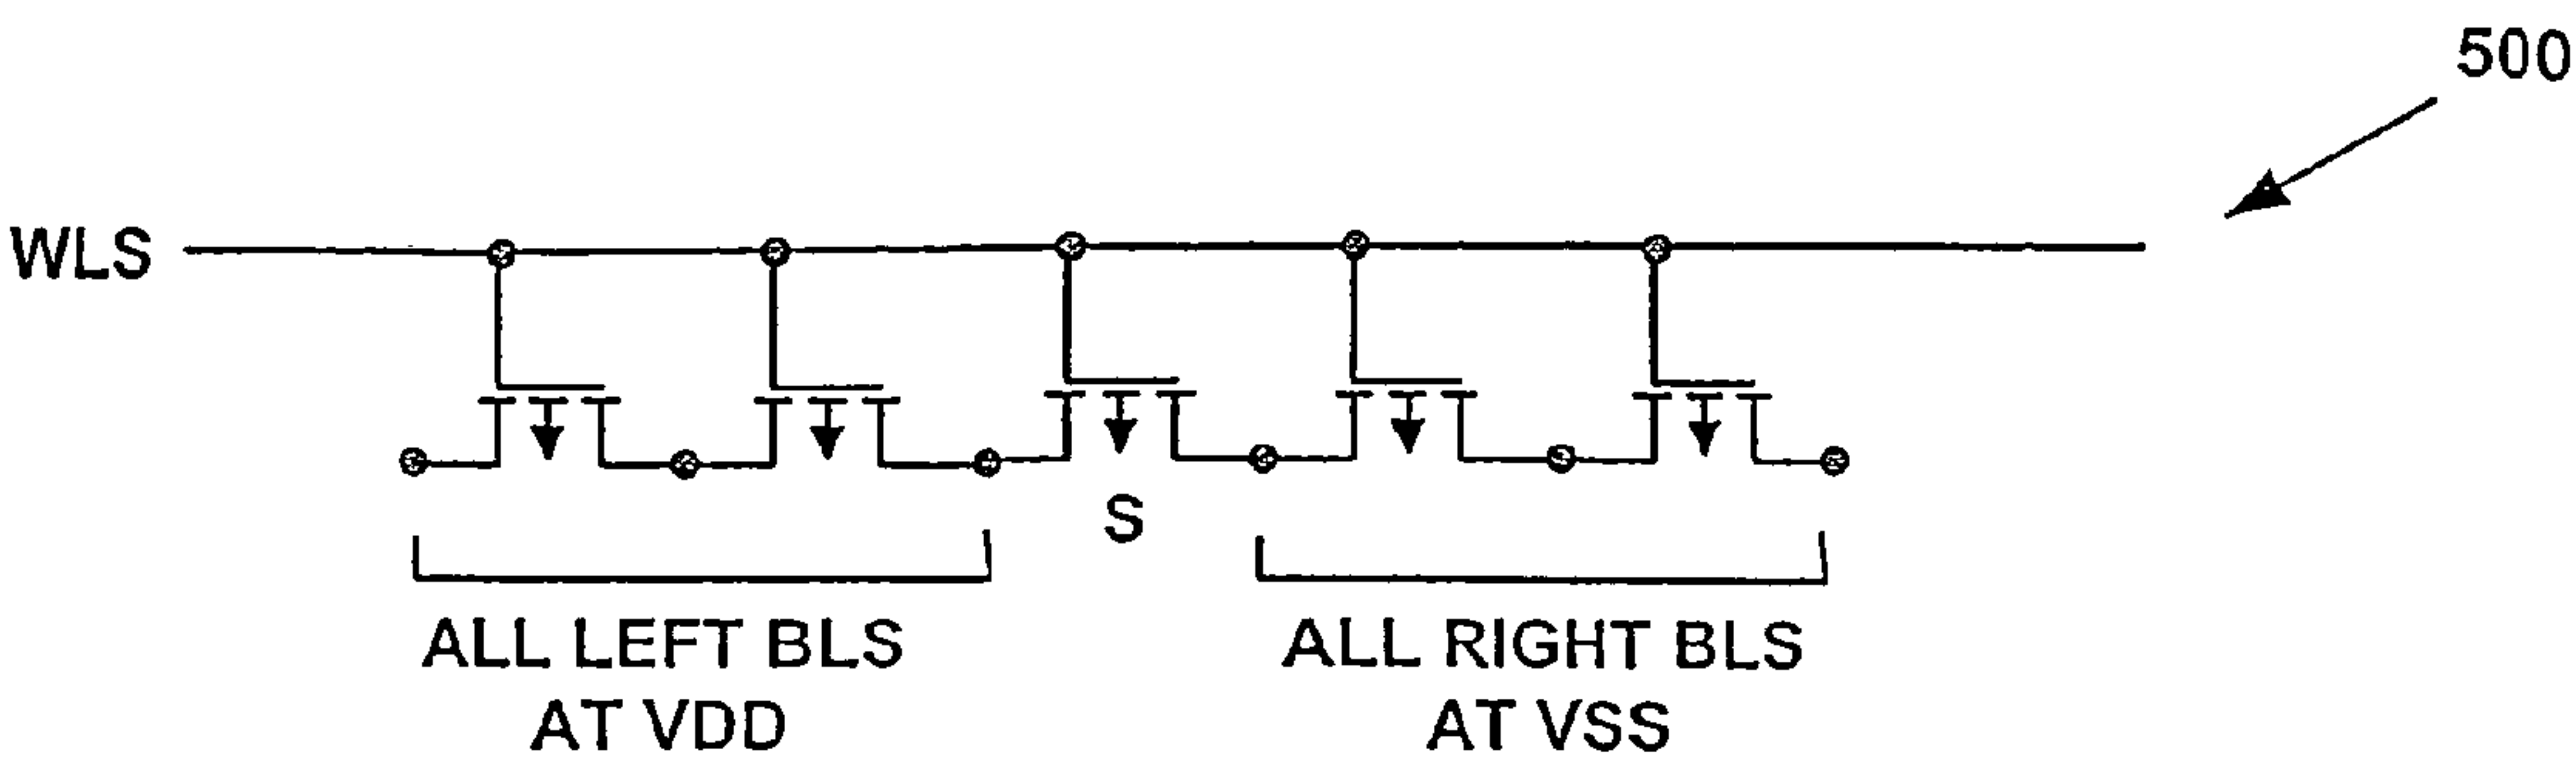 500
WLS
S
ALL LEFT BLS
AT VDD
ALL RIGHT BLS
AT VSS